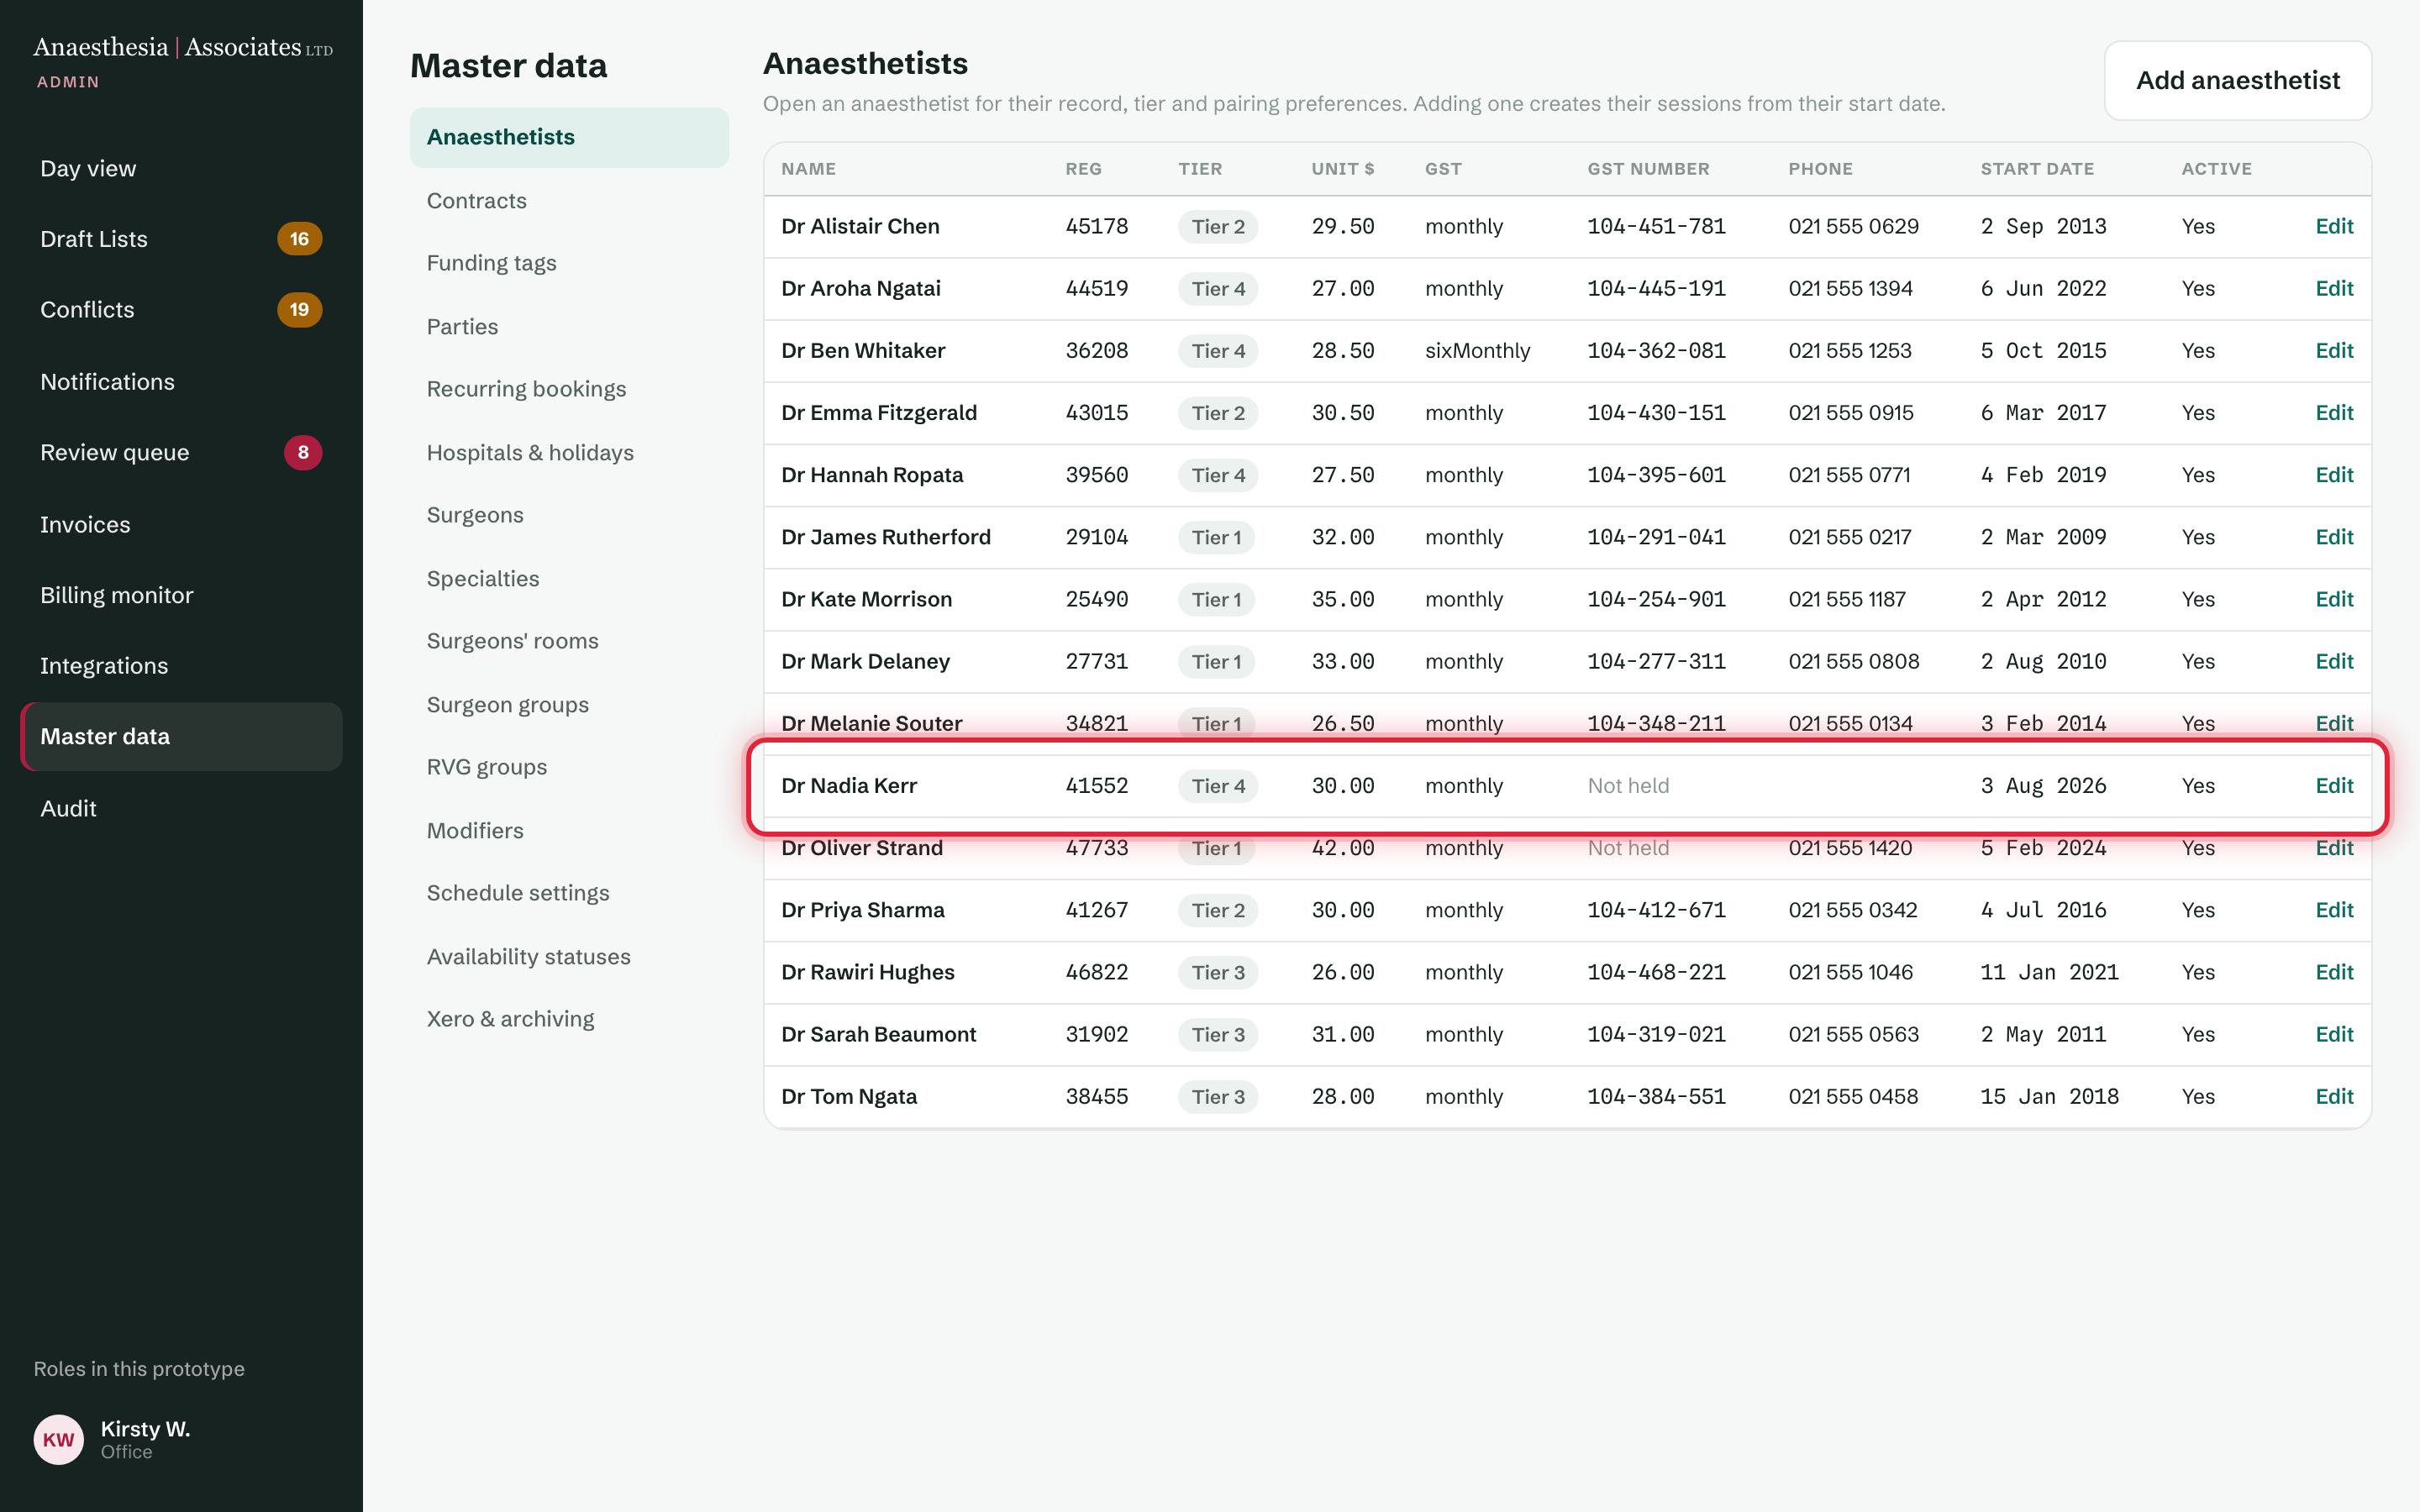 Anaesthesia | Associates LTD
ADMIN
Day view
Draft Lists 16
Conflicts 19
Notifications
Review queue 8
Invoices
Billing monitor
Integrations
Master data
Audit
Roles in this prototype
KW Kirsty W.
Office
Master data
Anaesthetists
Contracts
Funding tags
Parties
Recurring bookings
Hospitals & holidays
Surgeons
Specialties
Surgeons' rooms
Surgeon groups
RVG groups
Modifiers
Schedule settings
Availability statuses
Xero & archiving
Anaesthetists
Open an anaesthetist for their record, tier and pairing preferences. Adding one creates their sessions from their start date.
Add anaesthetist
NAME REG TIER UNIT $ GST GST NUMBER PHONE START DATE ACTIVE
Dr Alistair Chen 45178 Tier 2 29.50 monthly 104-451-781 021 555 0629 2 Sep 2013 Yes Edit
Dr Aroha Ngatai 44519 Tier 4 27.00 monthly 104-445-191 021 555 1394 6 Jun 2022 Yes Edit
Dr Ben Whitaker 36208 Tier 4 28.50 sixMonthly 104-362-081 021 555 1253 5 Oct 2015 Yes Edit
Dr Emma Fitzgerald 43015 Tier 2 30.50 monthly 104-430-151 021 555 0915 6 Mar 2017 Yes Edit
Dr Hannah Ropata 39560 Tier 4 27.50 monthly 104-395-601 021 555 0771 4 Feb 2019 Yes Edit
Dr James Rutherford 29104 Tier 1 32.00 monthly 104-291-041 021 555 0217 2 Mar 2009 Yes Edit
Dr Kate Morrison 25490 Tier 1 35.00 monthly 104-254-901 021 555 1187 2 Apr 2012 Yes Edit
Dr Mark Delaney 27731 Tier 1 33.00 monthly 104-277-311 021 555 0808 2 Aug 2010 Yes Edit
Dr Melanie Souter 34821 Tier 1 26.50 monthly 104-348-211 021 555 0134 3 Feb 2014 Yes Edit
Dr Nadia Kerr 41552 Tier 4 30.00 monthly Not held 3 Aug 2026 Yes Edit
Dr Oliver Strand 47733 Tier 1 42.00 monthly Not held 021 555 1420 5 Feb 2024 Yes Edit
Dr Priya Sharma 41267 Tier 2 30.00 monthly 104-412-671 021 555 0342 4 Jul 2016 Yes Edit
Dr Rawiri Hughes 46822 Tier 3 26.00 monthly 104-468-221 021 555 1046 11 Jan 2021 Yes Edit
Dr Sarah Beaumont 31902 Tier 3 31.00 monthly 104-319-021 021 555 0563 2 May 2011 Yes Edit
Dr Tom Ngata 38455 Tier 3 28.00 monthly 104-384-551 021 555 0458 15 Jan 2018 Yes Edit